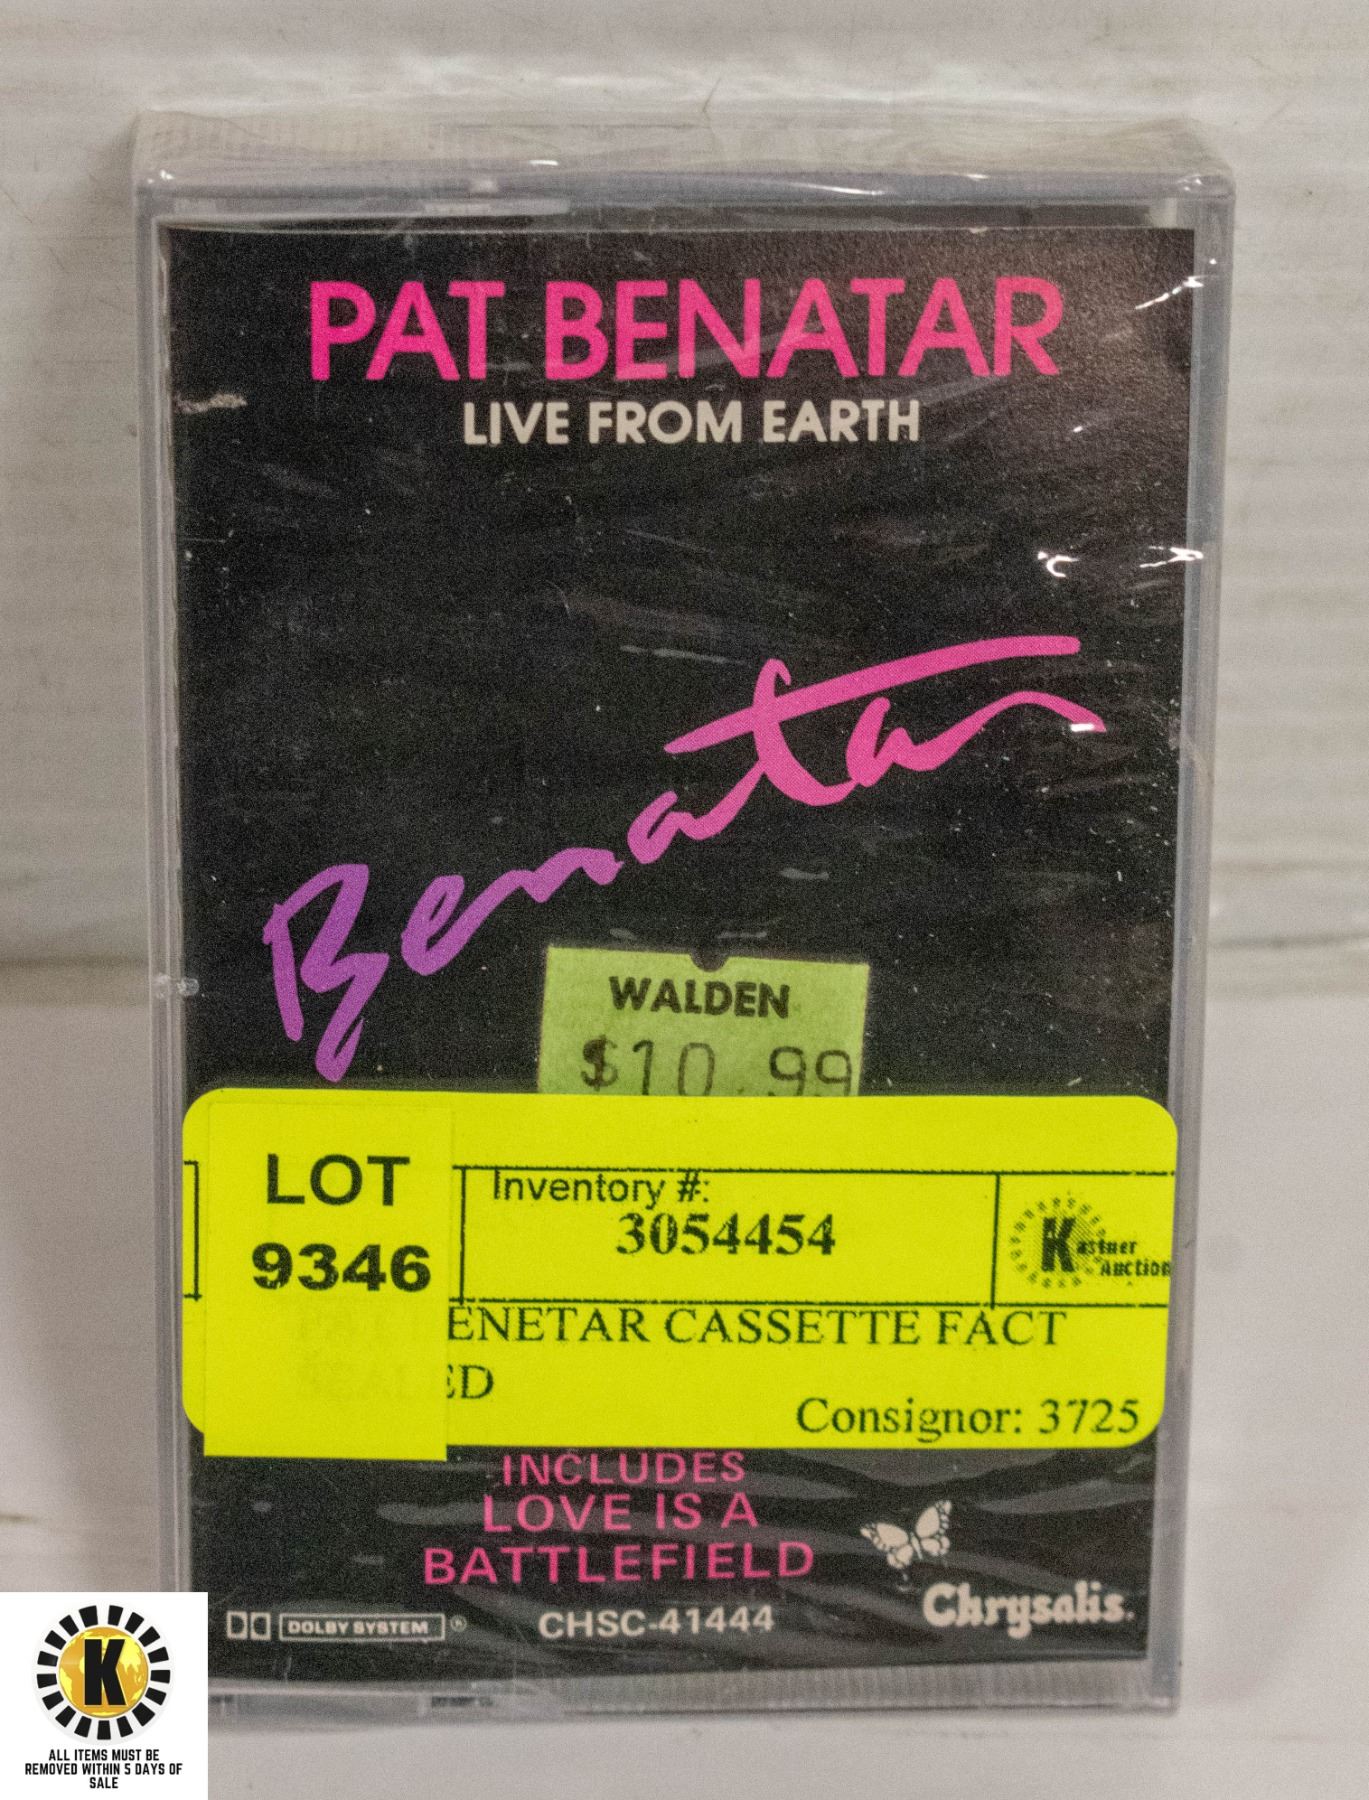 PAT BENATAR
LIVE FROM EARTH
Benatar
WALDEN
$10.99
LOT
9346
Inventory #:
3054454
Kastner
Auction
ENETAR CASSETTE FACT
ED
Consignor: 3725
INCLUDES
LOVE IS A
BATTLEFIELD
DOLBY SYSTEM ®
CHSC-41444
Chrysalis.
K
ALL ITEMS MUST BE
REMOVED WITHIN 5 DAYS OF
SALE